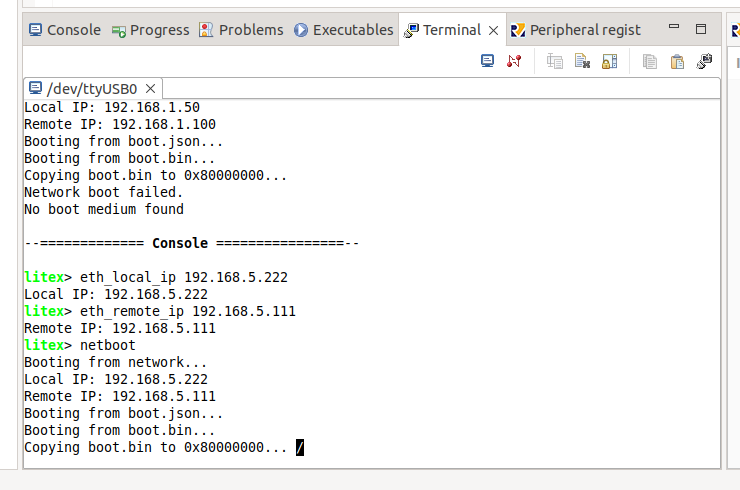 Console Progress Problems Executables Terminal Peripheral regist
/dev/ttyUSB0
Local IP: 192.168.1.50
Remote IP: 192.168.1.100
Booting from boot.json...
Booting from boot.bin...
Copying boot.bin to 0x80000000...
Network boot failed.
No boot medium found
--============= Console ================--
litex> eth_local_ip 192.168.5.222
Local IP: 192.168.5.222
litex> eth_remote_ip 192.168.5.111
Remote IP: 192.168.5.111
litex> netboot
Booting from network...
Local IP: 192.168.5.222
Remote IP: 192.168.5.111
Booting from boot.json...
Booting from boot.bin...
Copying boot.bin to 0x80000000... /